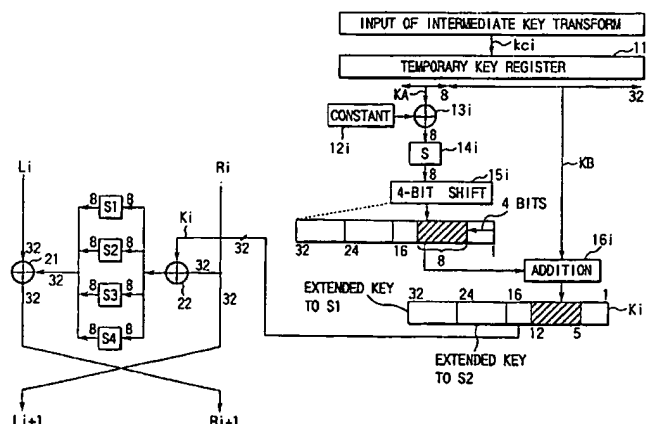 INPUT OF INTERMEDIATE KEY TRANSFORM
kci
11
TEMPORARY KEY REGISTER
KA
8
32
13i
CONSTANT
12i
8
S
14i
8
15i
KB
4-BIT SHIFT
4 BITS
32
24
16
1
8
16i
ADDITION
EXTENDED KEY
TO S1
32
24
16
1
Ki
12
5
EXTENDED KEY
TO S2
Li
Ri
8
S1
8
Ki
8
S2
8
32
32
21
32
32
22
8
S3
8
32
32
8
S4
8
Li+1
Ri+1